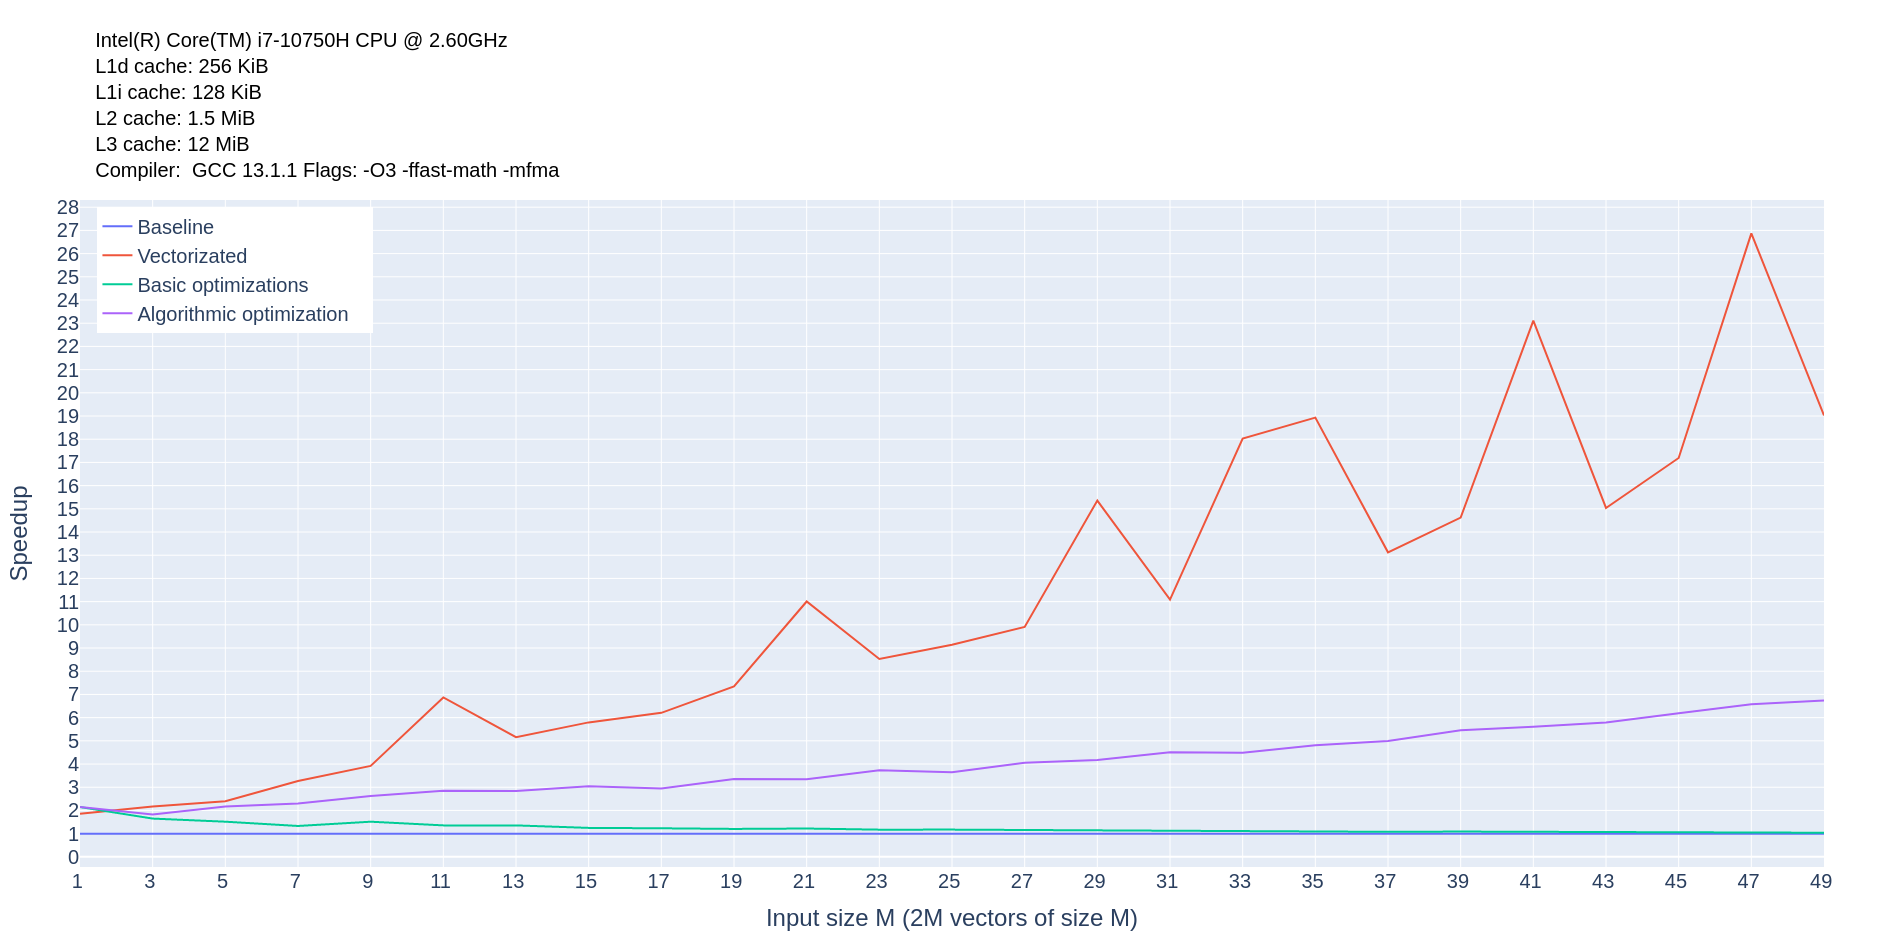 Intel(R) Core(TM) i7-10750H CPU @ 2.60GHz
L1d cache: 256 KiB
L1i cache: 128 KiB
L2 cache: 1.5 MiB
L3 cache: 12 MiB
Compiler:  GCC 13.1.1 Flags: -O3 -ffast-math -mfma
Baseline
Vectorizated
Basic optimizations
Algorithmic optimization
28
27
26
25
24
23
22
21
20
19
18
17
16
15
14
13
12
11
10
9
8
7
6
5
4
3
2
1
0
Speedup
1 3 5 7 9 11 13 15 17 19 21 23 25 27 29 31 33 35 37 39 41 43 45 47 49
Input size M (2M vectors of size M)